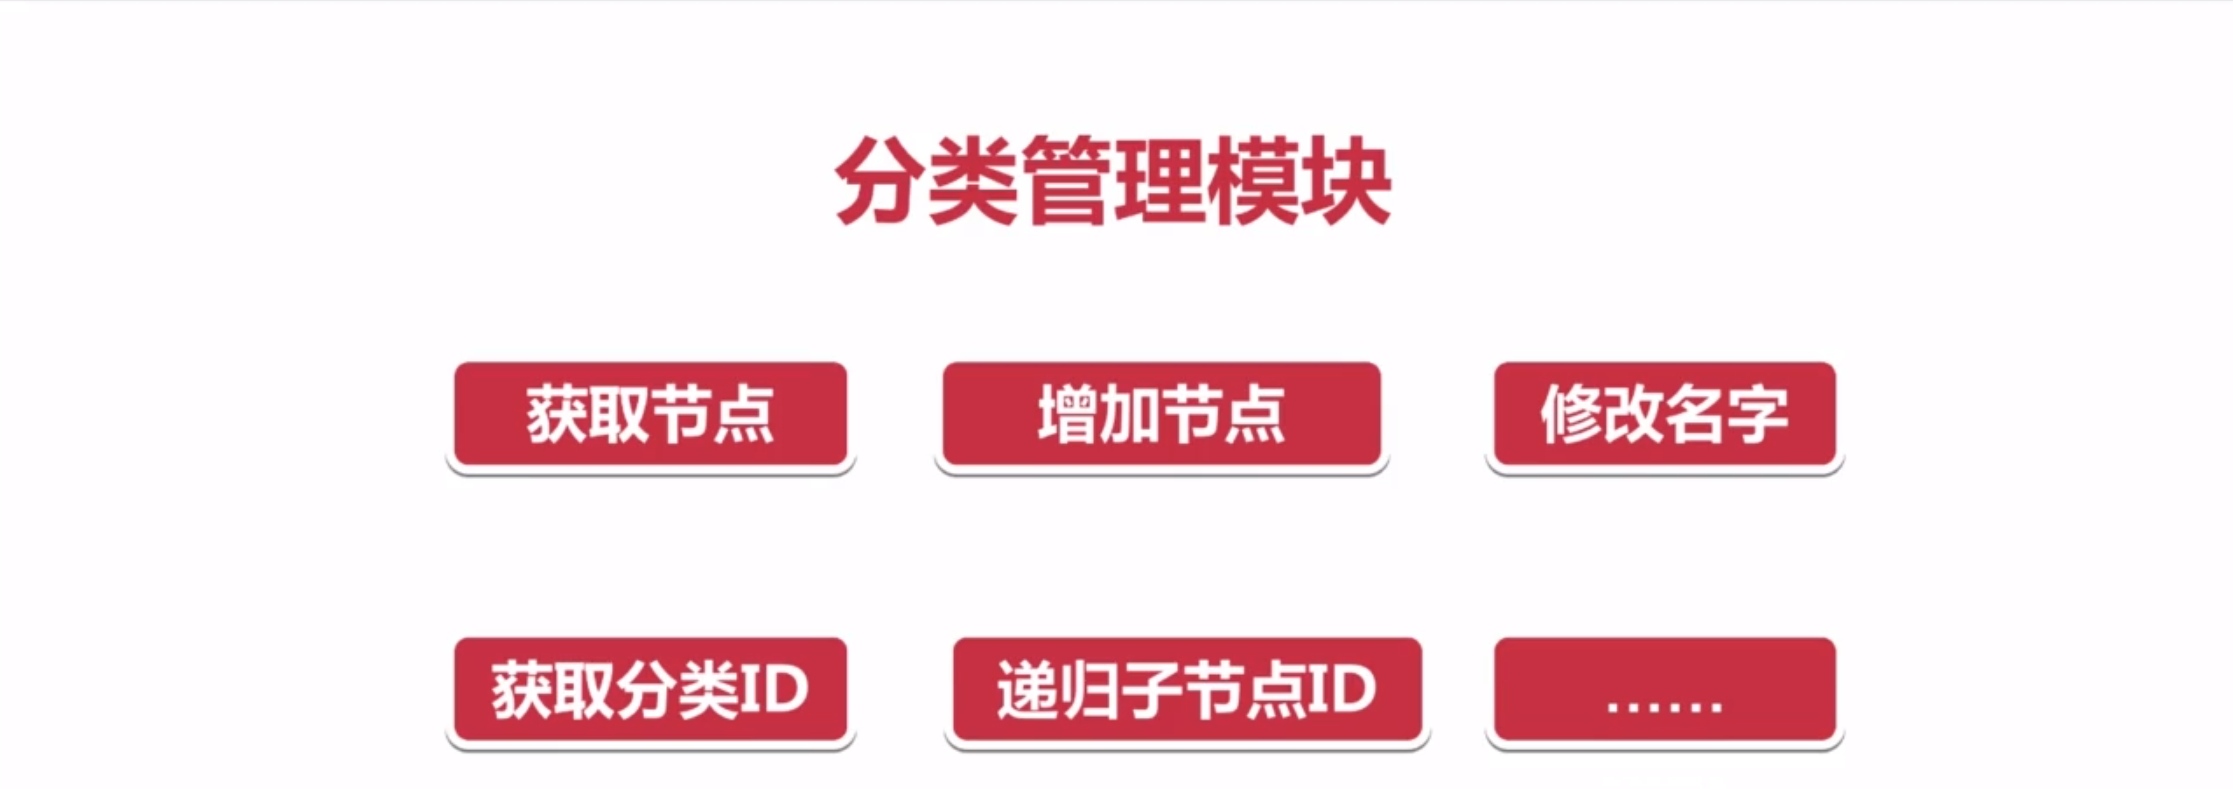 分类管理模块
获取节点
增加节点
修改名字
获取分类ID
递归子节点ID
......